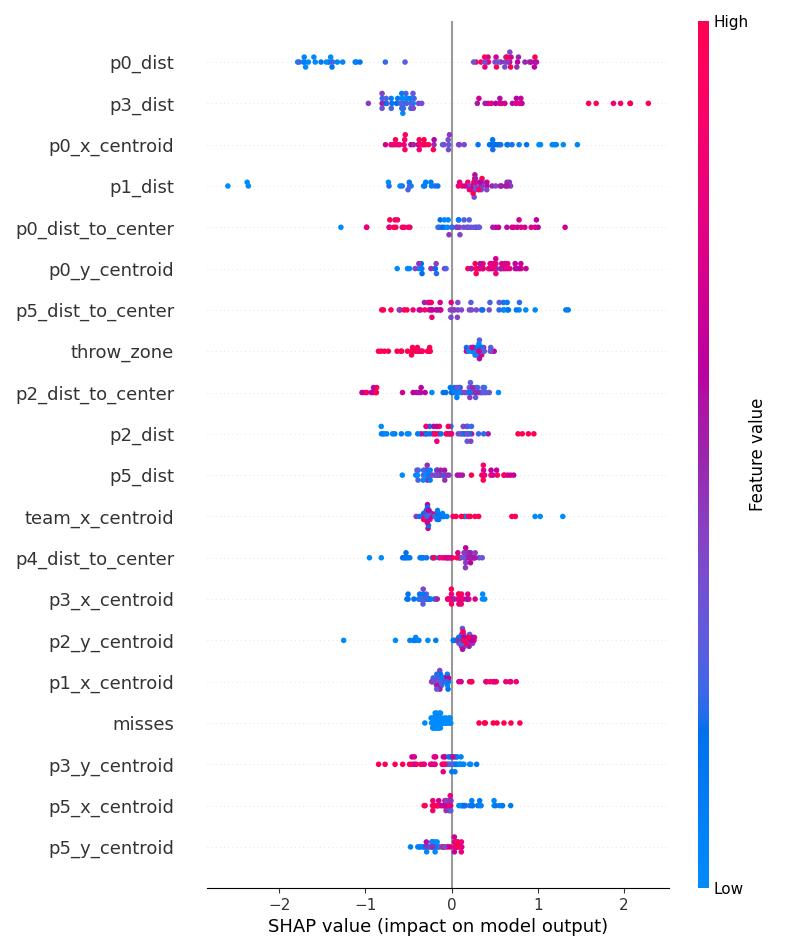 High
p0_dist
p3_dist
p0_x_centroid
p1_dist
p0_dist_to_center
p0_y_centroid
p5_dist_to_center
throw_zone
p2_dist_to_center
p2_dist
p5_dist
team_x_centroid
p4_dist_to_center
p3_x_centroid
p2_y_centroid
p1_x_centroid
misses
p3_y_centroid
p5_x_centroid
p5_y_centroid
Feature value
Low
−2 −1 0 1 2
SHAP value (impact on model output)